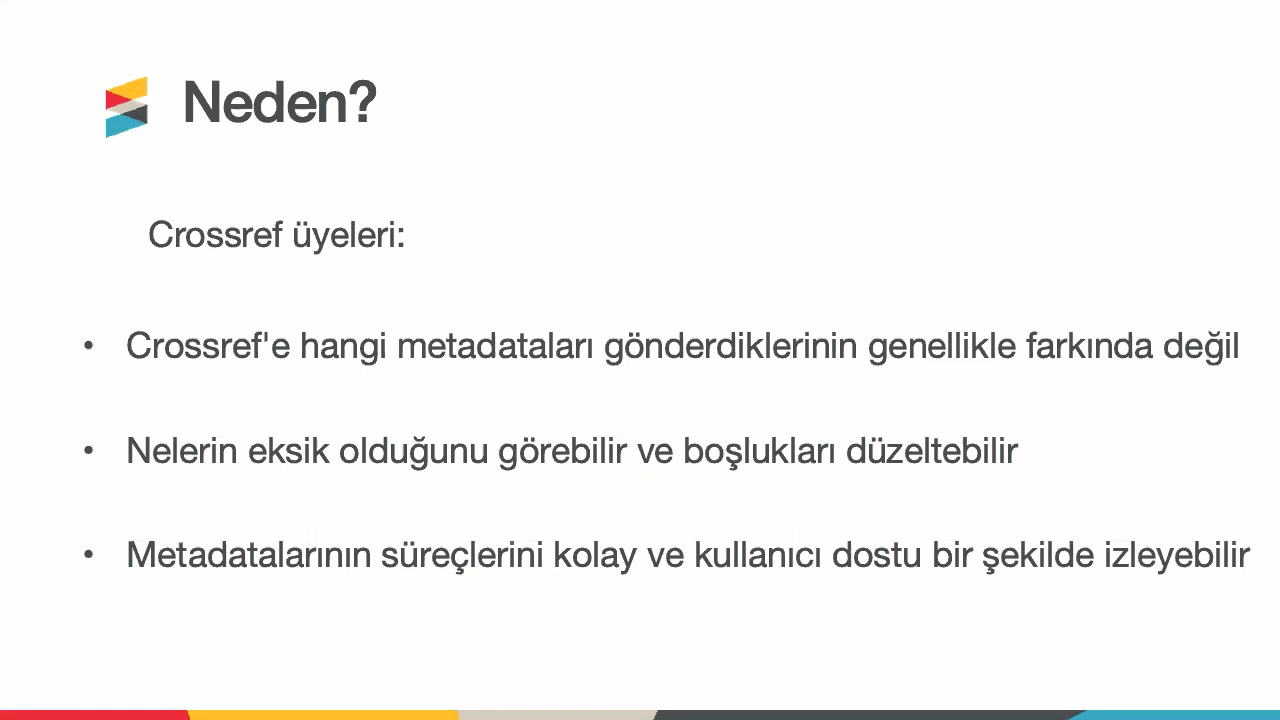 Neden?
Crossref üyeleri:
• Crossref'e hangi metadataları gönderdiklerinin genellikle farkında değil
• Nelerin eksik olduğunu görebilir ve boşlukları düzeltebilir
• Metadatalarının süreçlerini kolay ve kullanıcı dostu bir şekilde izleyebilir